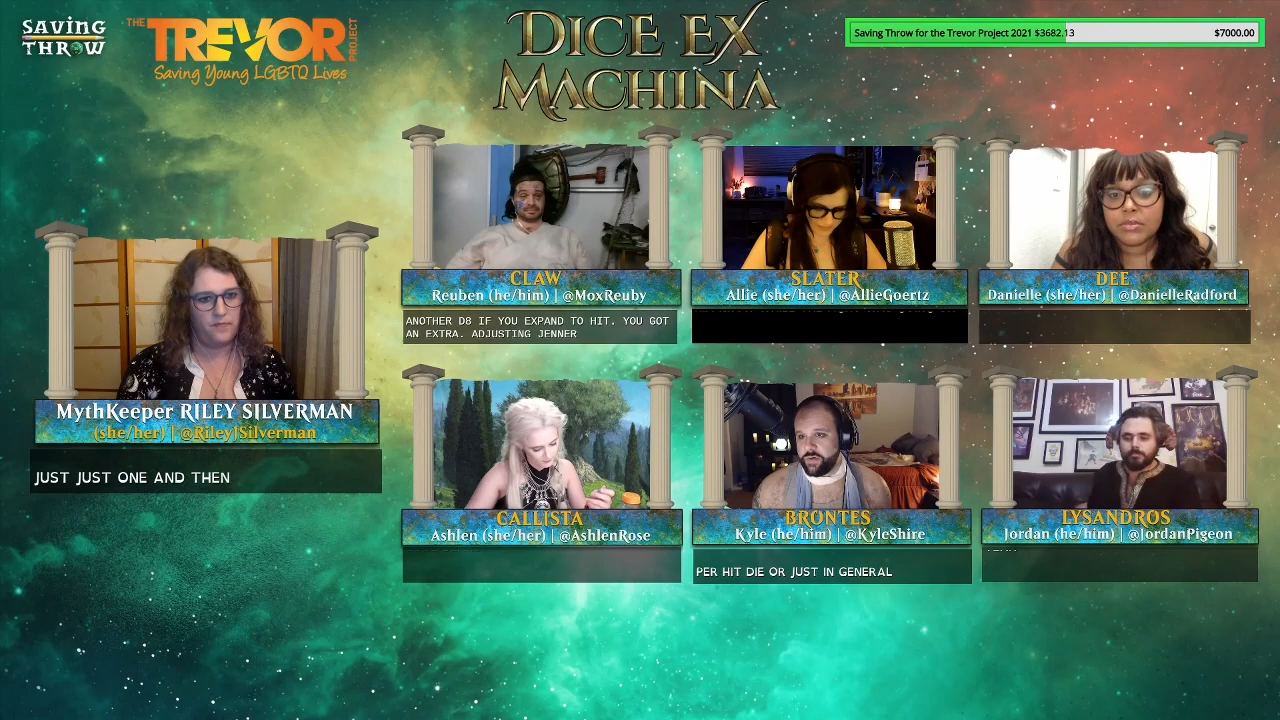 SAVING
THROW
THE TREVOR PROJECT
Saving Young LGBTQ Lives
DICE EX
MACHINA
Saving Throw for the Trevor Project 2021 $3682.13 $7000.00
CLAW
Reuben (he/him) | @MoxReuby
ANOTHER D8 IF YOU EXPAND TO HIT. YOU GOT
AN EXTRA. ADJUSTING JENNER
SLATER
Allie (she/her) | @AllieGoertz
DEE
Danielle (she/her) | @DanielleRadford
MythKeeper RILEY SILVERMAN
(she/her) | @RileyJSilverman
JUST JUST ONE AND THEN
CALLISTA
Ashlen (she/her) | @AshlenRose
BRONTES
Kyle (he/him) | @KyleShire
PER HIT DIE OR JUST IN GENERAL
LYSANDROS
Jordan (he/him) | @JordanPigeon